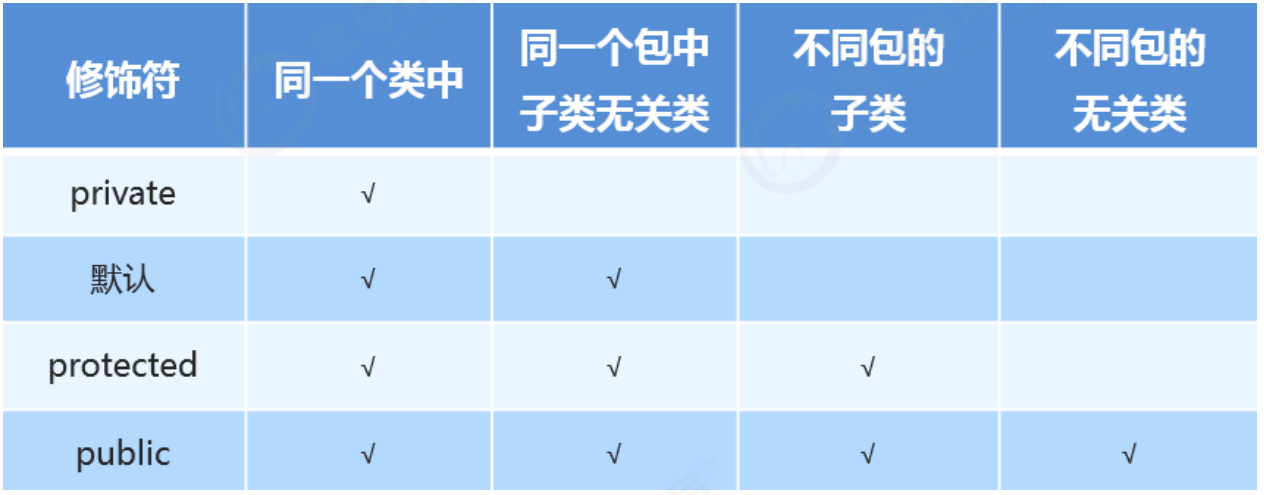 修饰符 同一个类中 同一个包中 不同包的 不同包的
子类无关类 子类 无关类
private √
默认 √ √
protected √ √ √
public √ √ √ √